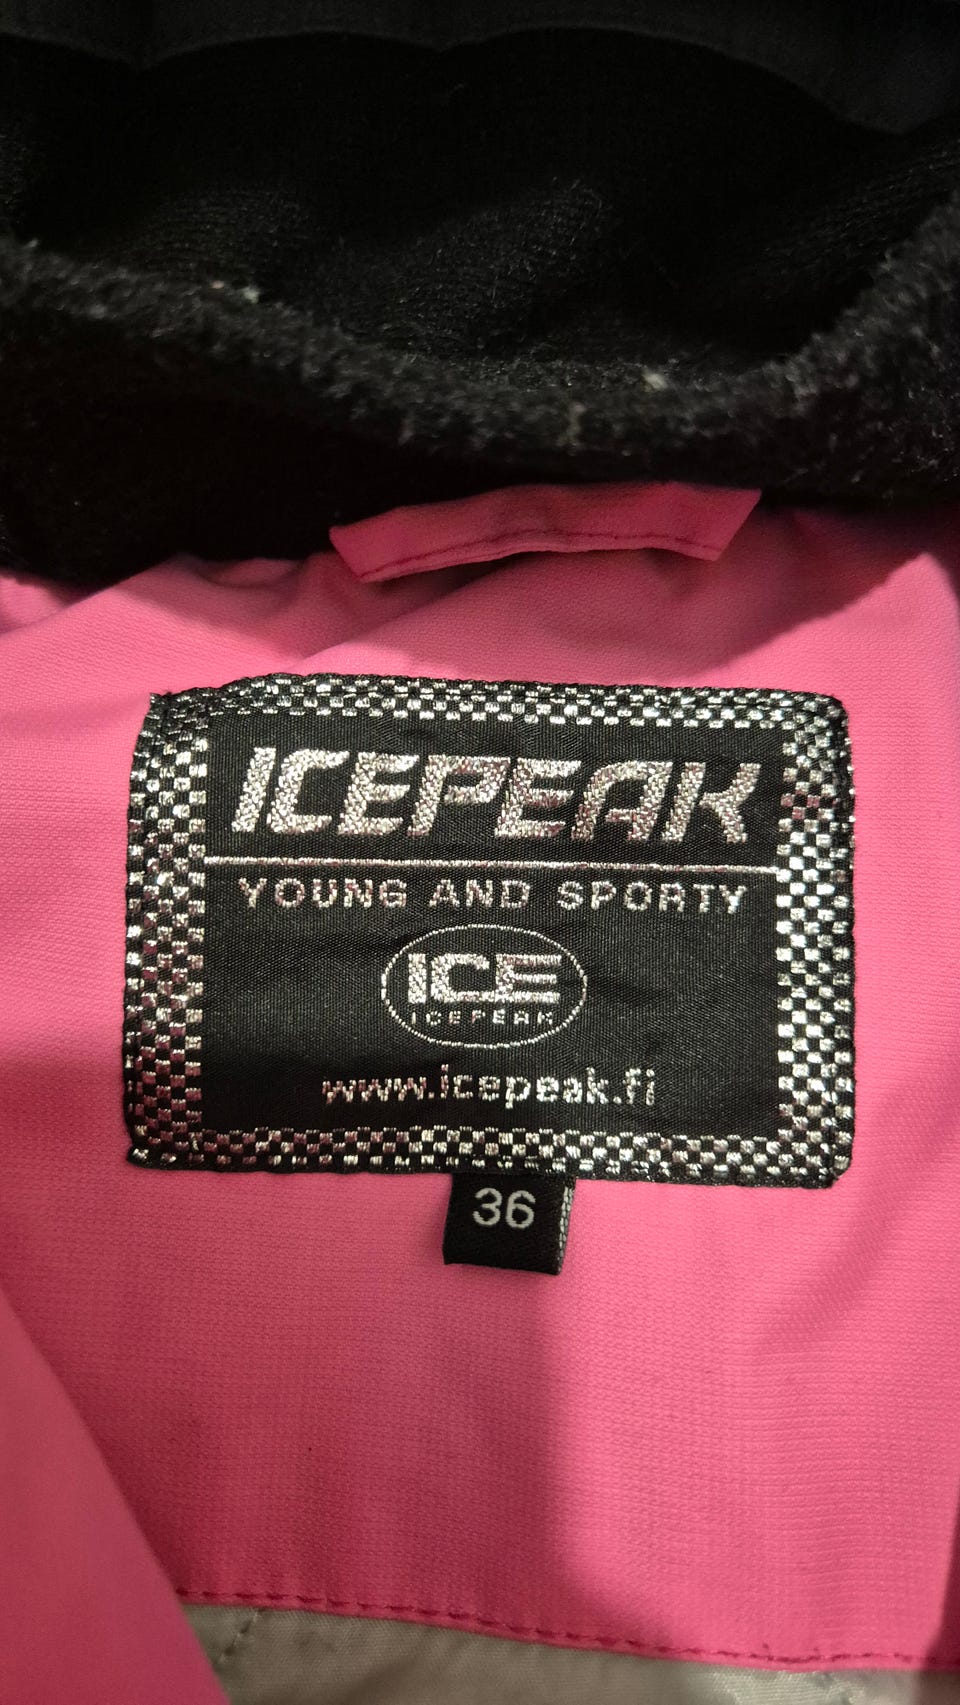 ICEPEAK
YOUNG AND SPORTY
ICE
ICEPEAK
www.icepeak.fi
36